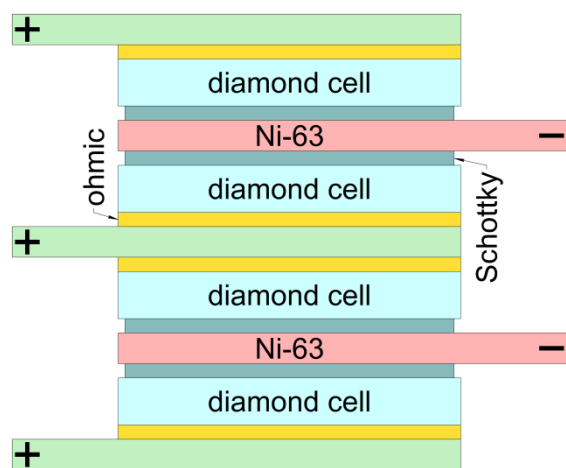 +
diamond cell
Ni-63
−
ohmic
diamond cell
Schottky
+
diamond cell
Ni-63
−
diamond cell
+